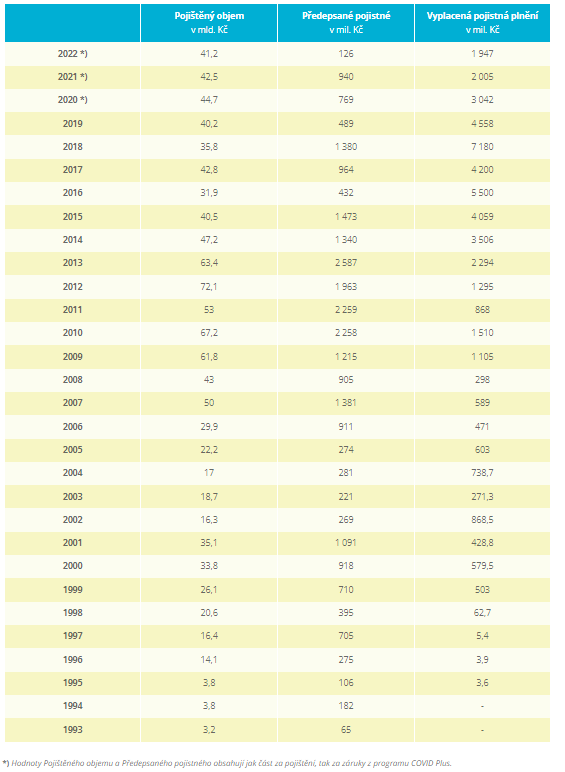 Pojištěný objem Předepsané pojistné Vyplacená pojistná plnění
v mld. Kč v mil. Kč v mil. Kč
2022 *) 41,2 126 1 947
2021 *) 42,5 940 2 005
2020 *) 44,7 769 3 042
2019 40,2 489 4 558
2018 35,8 1 380 7 180
2017 42,8 964 4 200
2016 31,9 432 5 500
2015 40,5 1 473 4 059
2014 47,2 1 340 3 506
2013 63,4 2 587 2 294
2012 72,1 1 963 1 295
2011 53 2 259 868
2010 67,2 2 258 1 510
2009 61,8 1 215 1 105
2008 43 905 298
2007 50 1 381 589
2006 29,9 911 471
2005 22,2 274 603
2004 17 281 738,7
2003 18,7 221 271,3
2002 16,3 269 868,5
2001 35,1 1 091 428,8
2000 33,8 918 579,5
1999 26,1 710 503
1998 20,6 395 62,7
1997 16,4 705 5,4
1996 14,1 275 3,9
1995 3,8 106 3,6
1994 3,8 182 -
1993 3,2 65 -
*) Hodnoty Pojištěného objemu a Předepsaného pojistného obsahují jak část za pojištění, tak za záruky z programu COVID Plus.